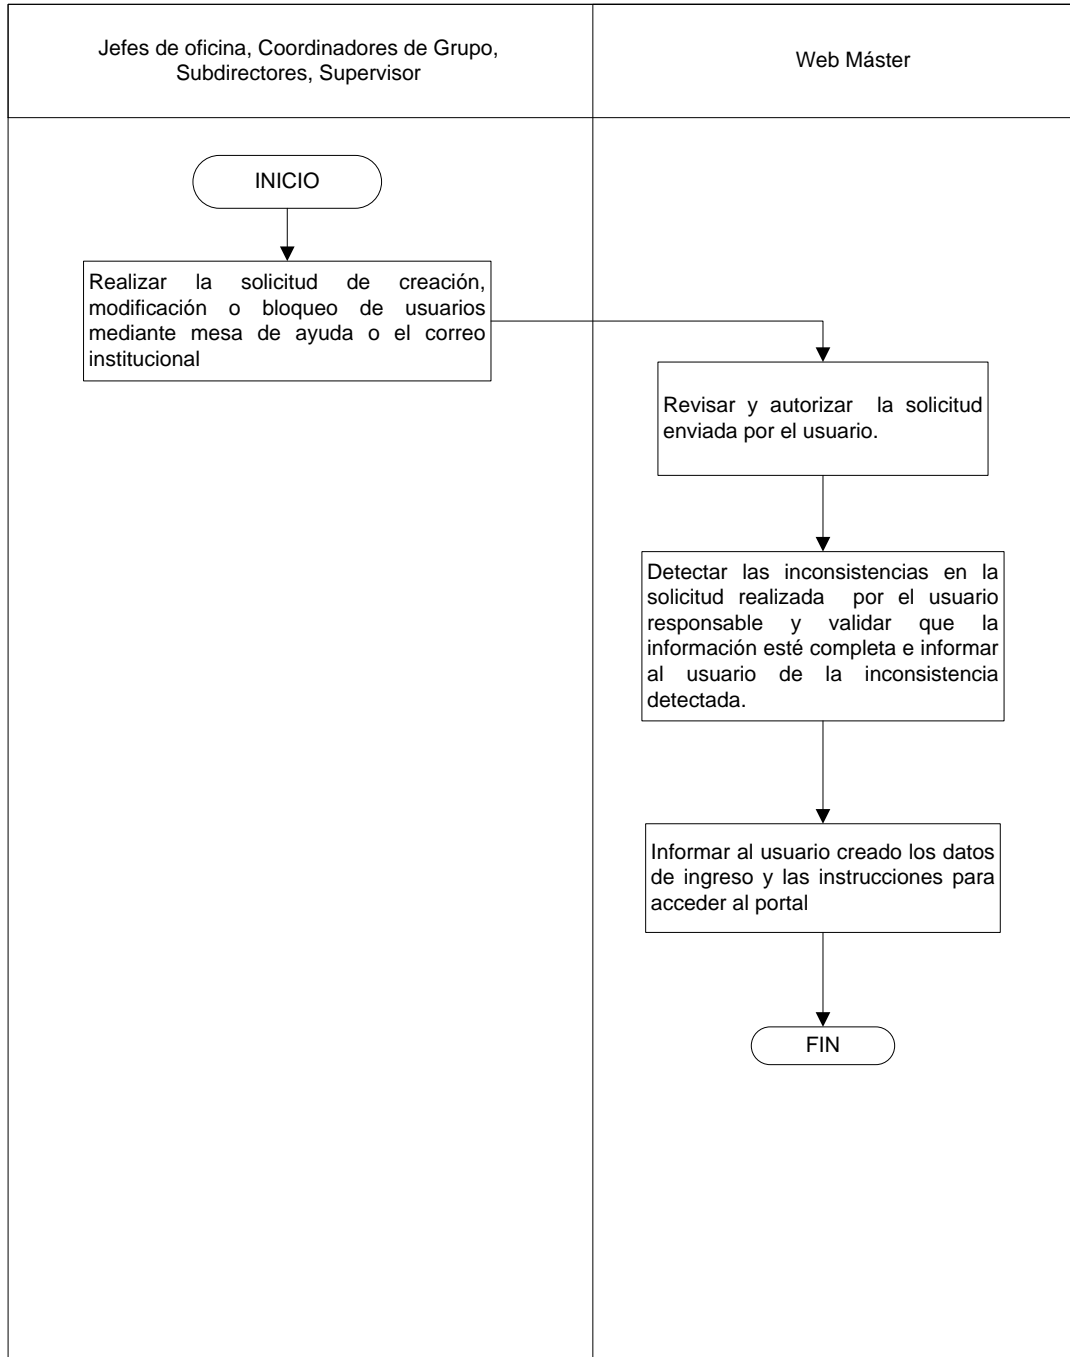 Jefes de oficina, Coordinadores de Grupo,
Subdirectores, Supervisor
Web Máster
INICIO
Realizar la solicitud de creación,
modificación o bloqueo de usuarios
mediante mesa de ayuda o el correo
institucional
Revisar y autorizar la solicitud
enviada por el usuario.
Detectar las inconsistencias en la
solicitud realizada por el usuario
responsable y validar que la
información esté completa e informar
al usuario de la inconsistencia
detectada.
Informar al usuario creado los datos
de ingreso y las instrucciones para
acceder al portal
FIN